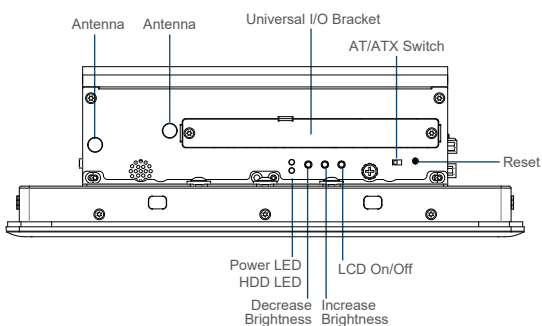 Antenna
Antenna
Universal I/O Bracket
AT/ATX Switch
Reset
Power LED
HDD LED
LCD On/Off
Decrease
Brightness
Increase
Brightness